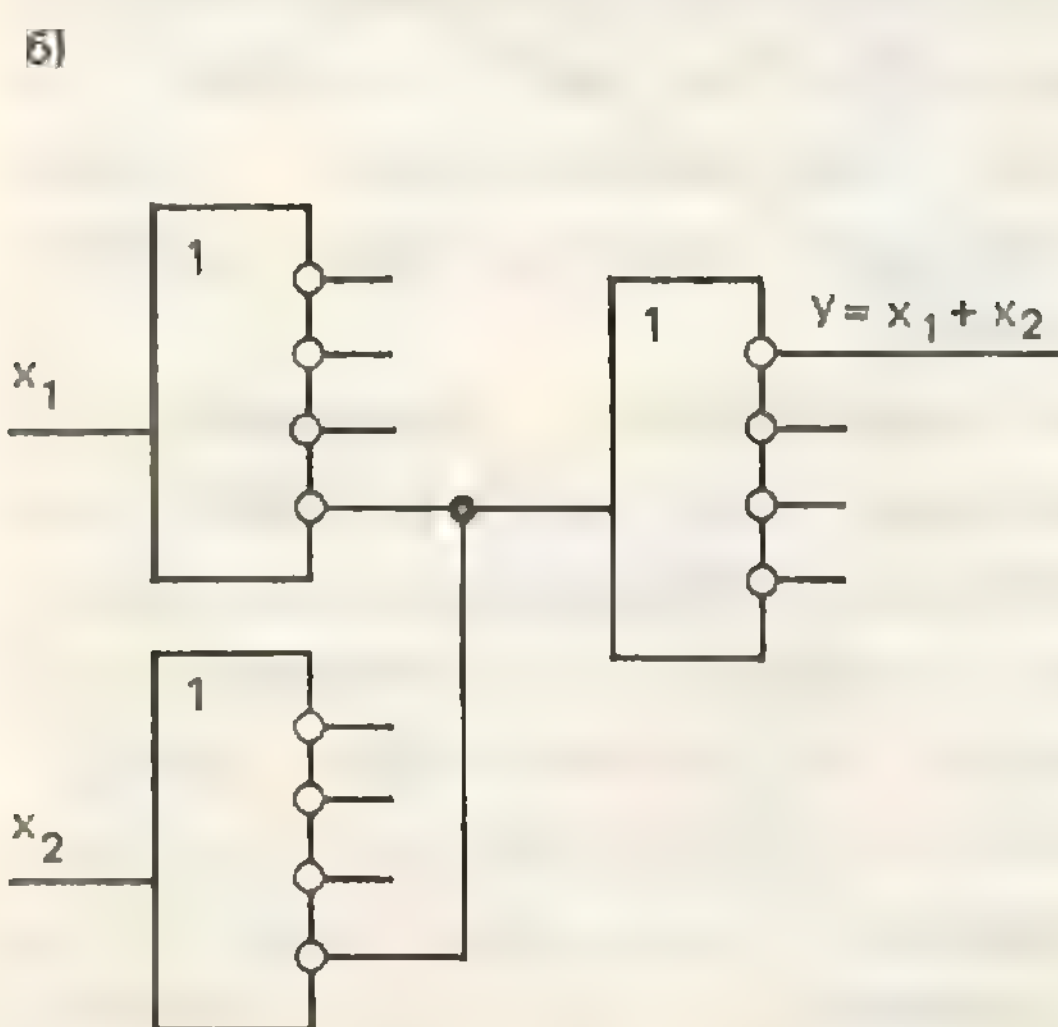 б)
1
1
y = x₁ + x₂
x₁
1
x₂